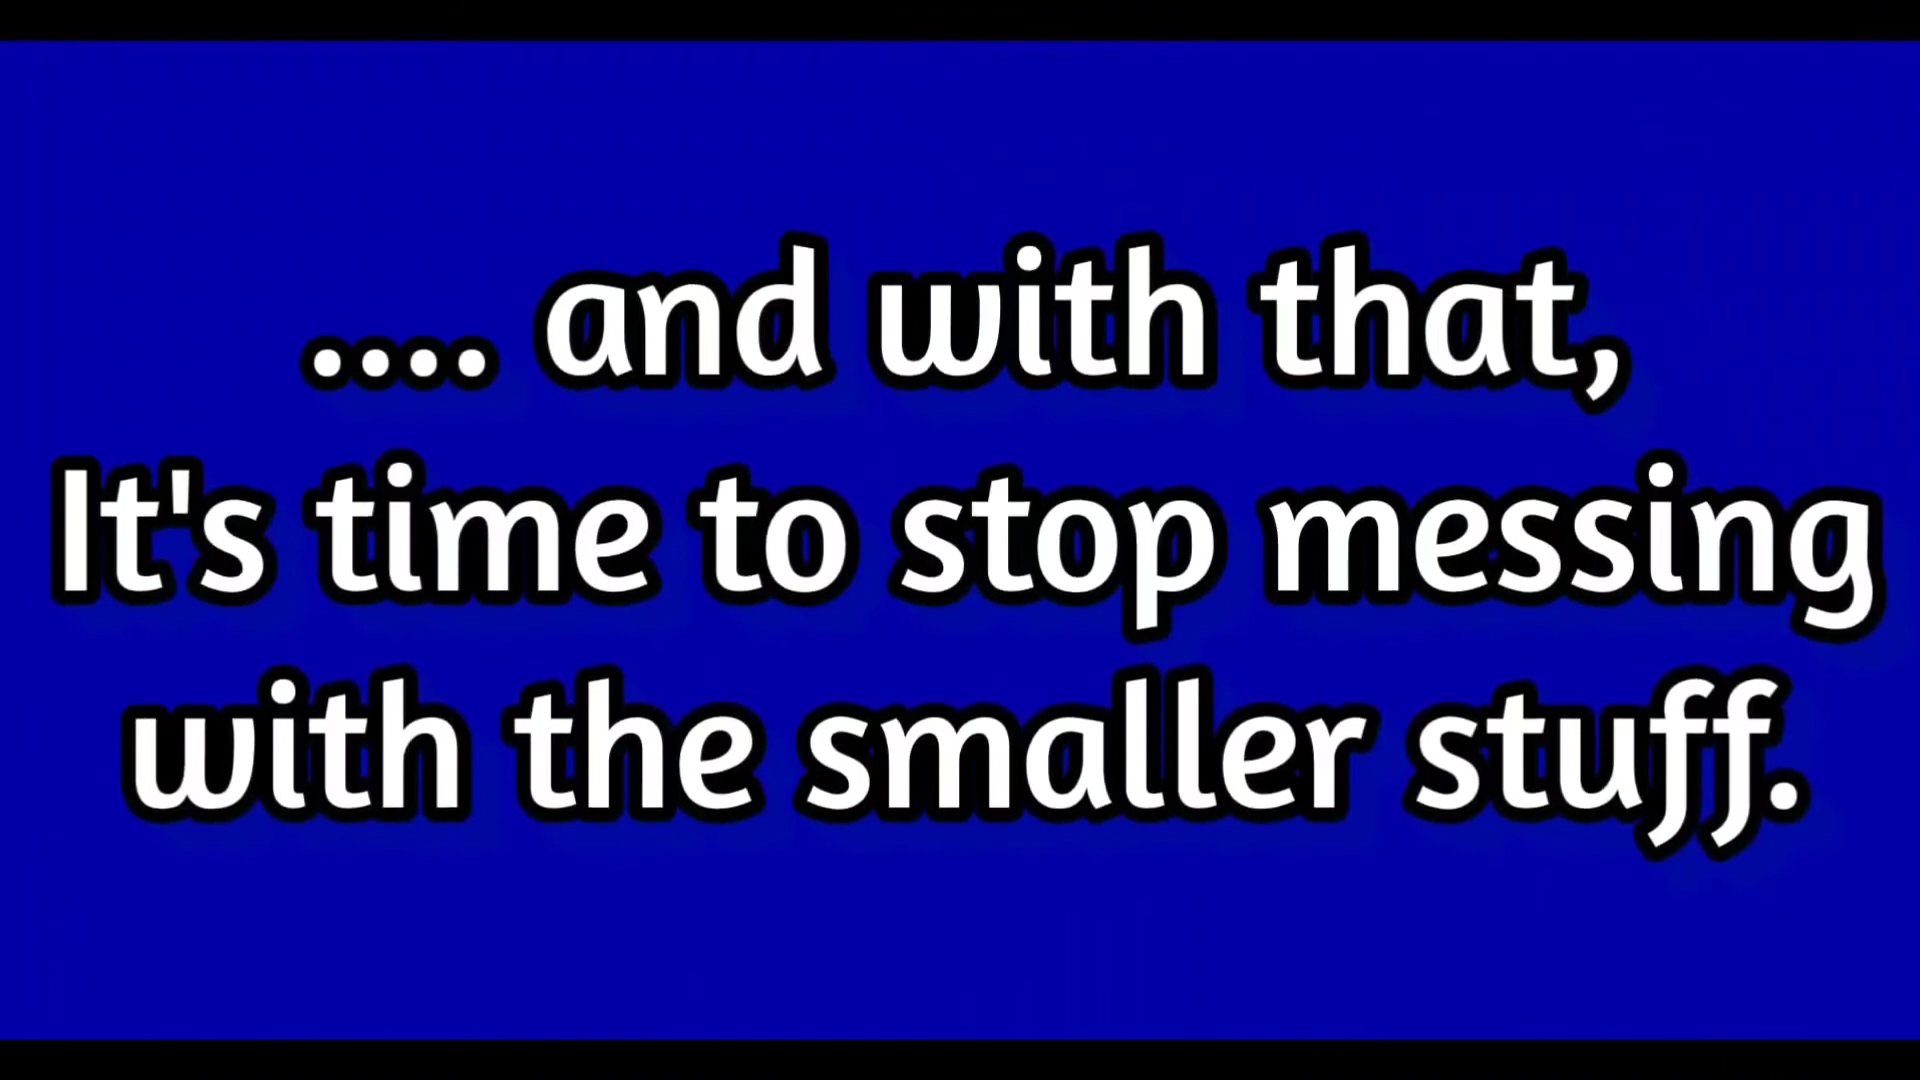 .... and with that,
It's time to stop messing
with the smaller stuff.